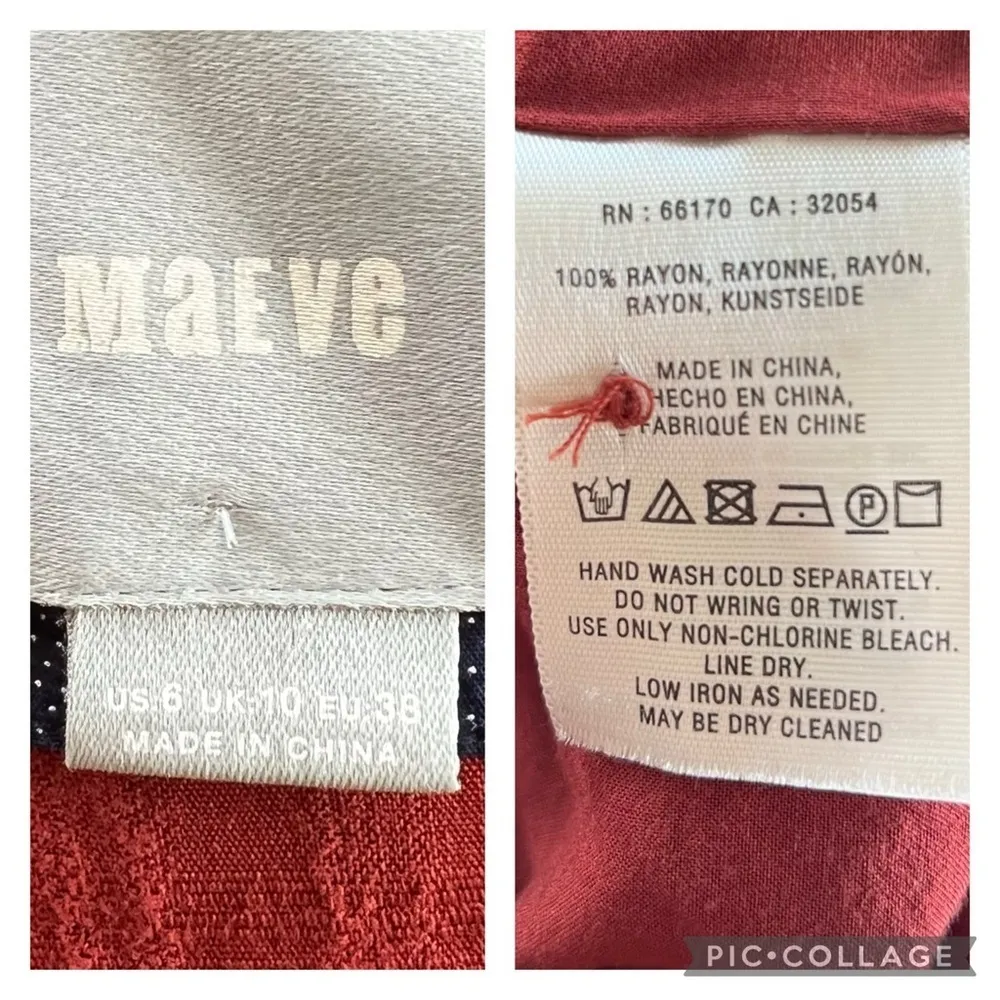 Maeve
US-6 UK-10 EU-38
MADE IN CHINA
RN : 66170 CA : 32054
100% RAYON, RAYONNE, RAYÓN,
RAYON, KUNSTSEIDE
MADE IN CHINA,
HECHO EN CHINA,
FABRIQUÉ EN CHINE
P
HAND WASH COLD SEPARATELY.
DO NOT WRING OR TWIST.
USE ONLY NON-CHLORINE BLEACH.
LINE DRY.
LOW IRON AS NEEDED.
MAY BE DRY CLEANED
PIC•COLLAGE